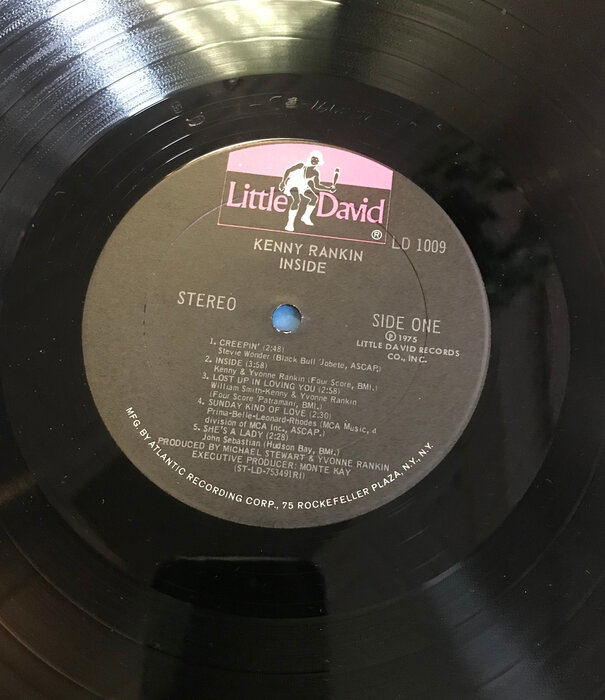 Little David
®
LD 1009
KENNY RANKIN
INSIDE
STEREO
SIDE ONE
Ⓟ 1975
LITTLE DAVID RECORDS
CO., INC.
1. CREEPIN' (2:48)
Stevie Wonder (Black Bull 'Jobete, ASCAP.)
2. INSIDE (3:58)
Kenny & Yvonne Rankin (Four Score, BMI.)
3. LOST UP IN LOVING YOU (2:58)
William Smith-Kenny & Yvonne Rankin
(Four Score 'Patramani, BMI.)
4. SUNDAY KIND OF LOVE (2:30)
Prima-Belle-Leonard-Rhodes (MCA Music, a
division of MCA Inc., ASCAP.)
5. SHE'S A LADY (2:28)
John Sebastian (Hudson Bay, BMI.)
PRODUCED BY MICHAEL STEWART & YVONNE RANKIN
EXECUTIVE PRODUCER: MONTE KAY
(ST-LD-753491RI)
MFG. BY ATLANTIC RECORDING CORP., 75 ROCKEFELLER PLAZA, N.Y., N.Y.